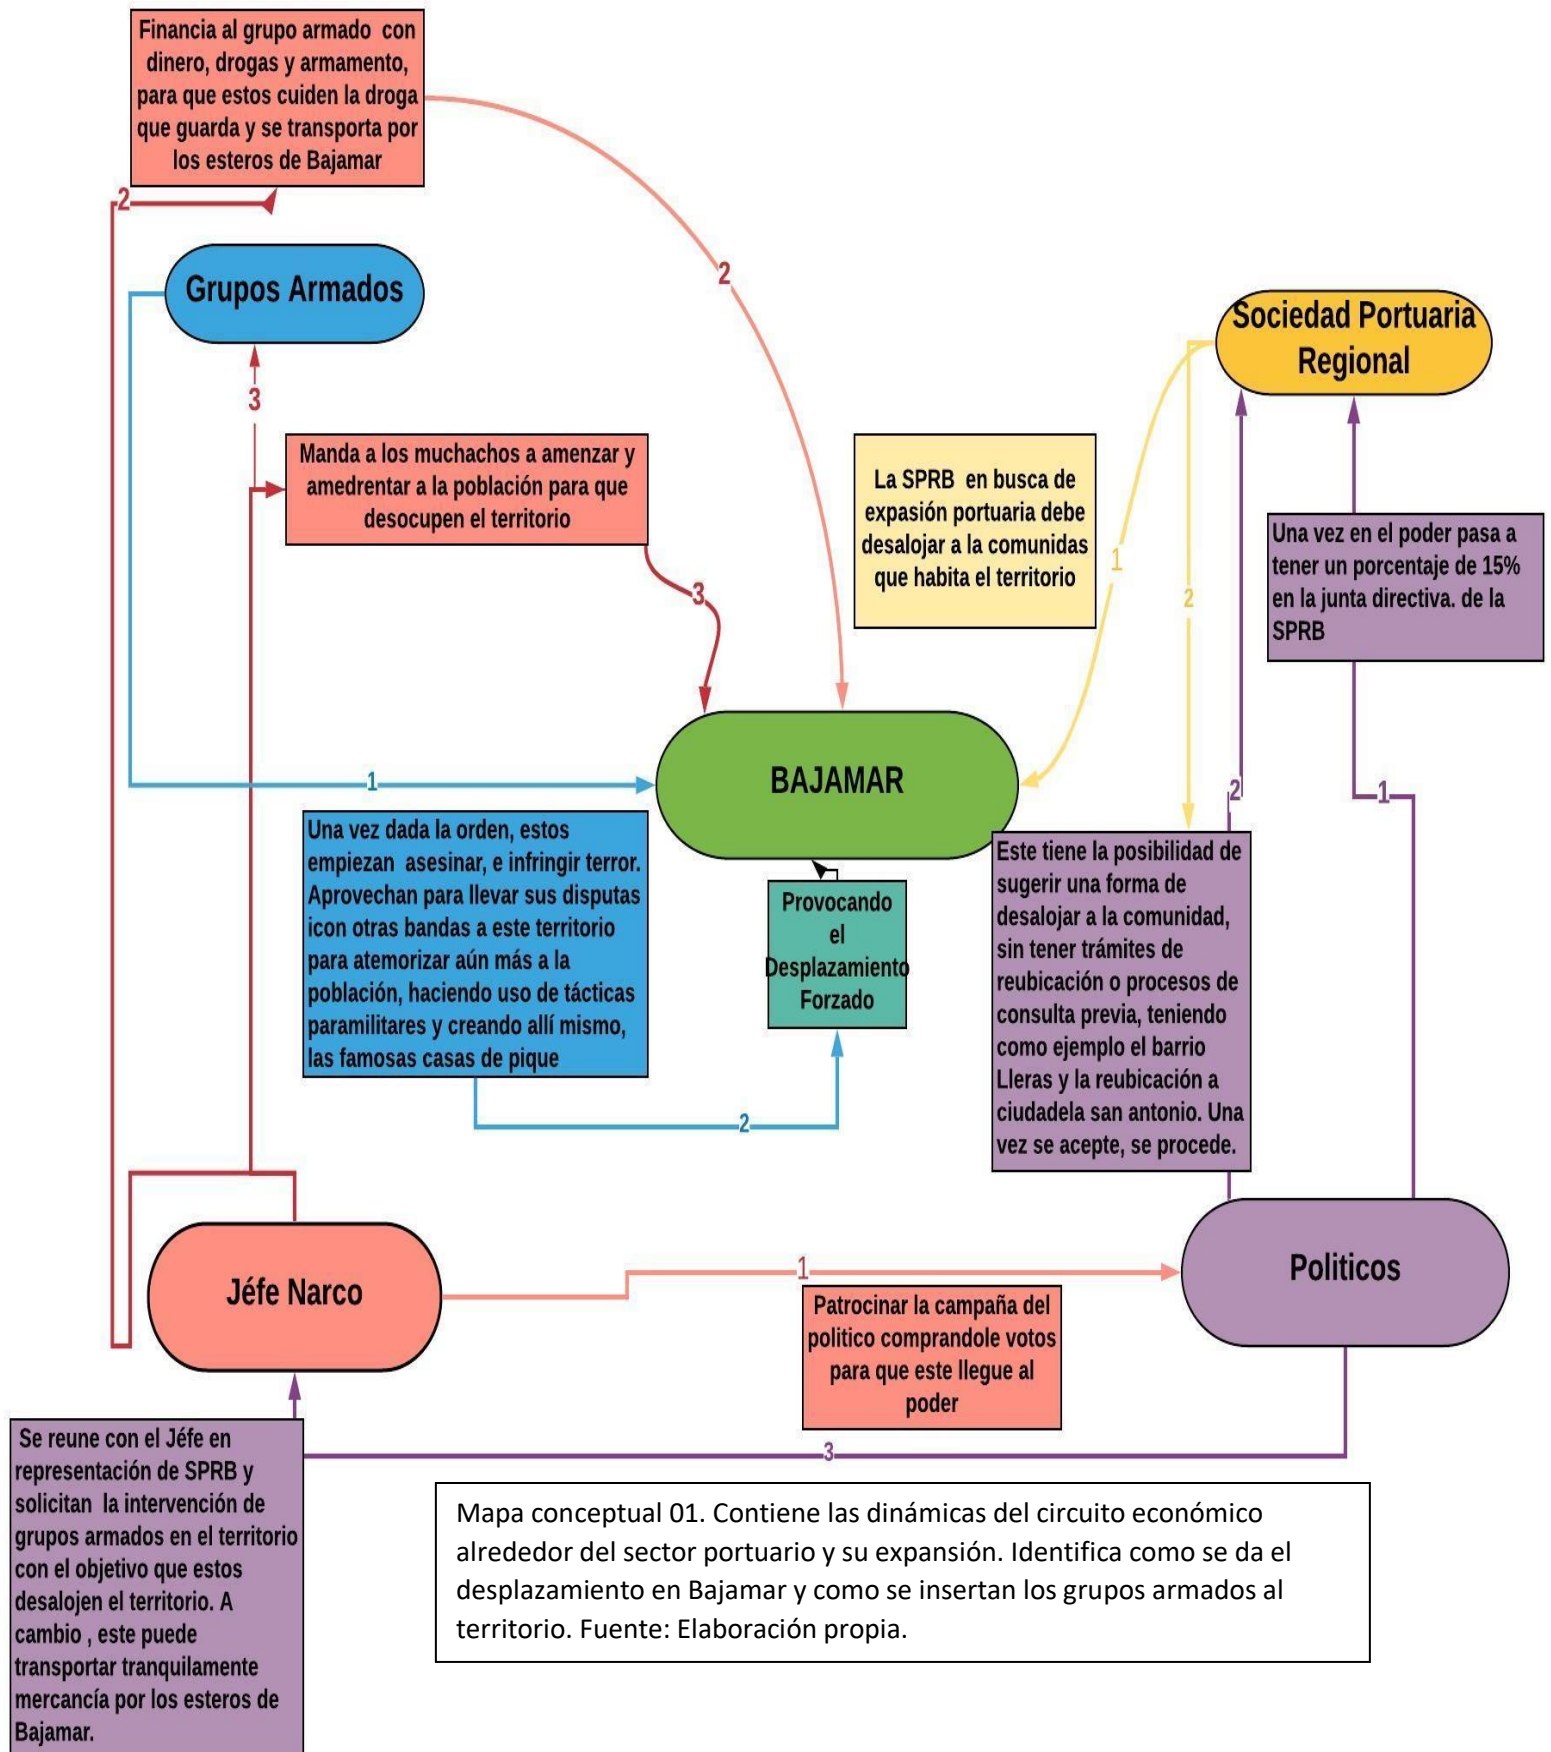 Financia al grupo armado con
dinero, drogas y armamento,
para que estos cuiden la droga
que guarda y se transporta por
los esteros de Bajamar
2
Grupos Armados
2
Sociedad Portuaria
Regional
3
Manda a los muchachos a amenzar y
amedrentar a la población para que
desocupen el territorio
La SPRB en busca de
expasión portuaria debe
desalojar a la comunidas
que habita el territorio
1
2
3
Una vez en el poder pasa a
tener un porcentaje de 15%
en la junta directiva. de la
SPRB
BAJAMAR
1
2
1
Una vez dada la orden, estos
empiezan asesinar, e infringir terror.
Aprovechan para llevar sus disputas
icon otras bandas a este territorio
para atemorizar aún más a la
población, haciendo uso de tácticas
paramilitares y creando allí mismo,
las famosas casas de pique
Provocando
el
Desplazamiento
Forzado
Este tiene la posibilidad de
sugerir una forma de
desalojar a la comunidad,
sin tener trámites de
reubicación o procesos de
consulta previa, teniendo
como ejemplo el barrio
Lleras y la reubicación a
ciudadela san antonio. Una
vez se acepte, se procede.
2
Jéfe Narco
1
Politicos
Patrocinar la campaña del
politico comprandole votos
para que este llegue al
poder
3
Se reune con el Jéfe en
representación de SPRB y
solicitan la intervención de
grupos armados en el territorio
con el objetivo que estos
desalojen el territorio. A
cambio , este puede
transportar tranquilamente
mercancía por los esteros de
Bajamar.
Mapa conceptual 01. Contiene las dinámicas del circuito económico
alrededor del sector portuario y su expansión. Identifica como se da el
desplazamiento en Bajamar y como se insertan los grupos armados al
territorio. Fuente: Elaboración propia.